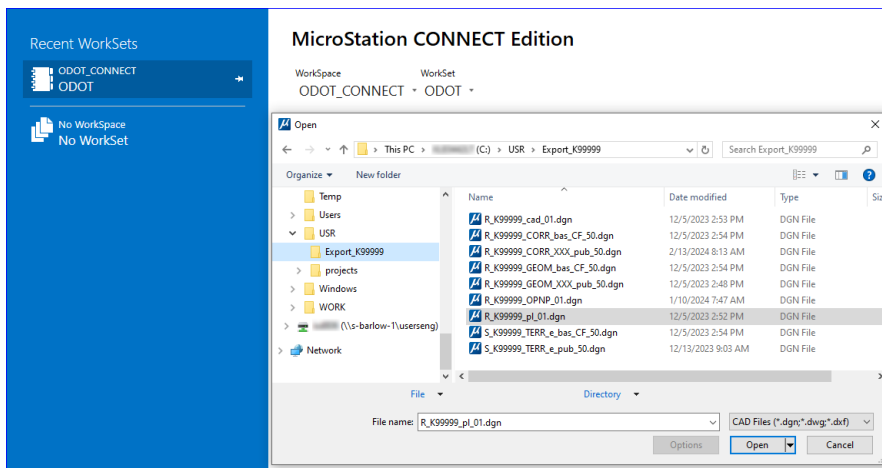 Recent WorkSets
ODOT_CONNECT
ODOT
No WorkSpace
No WorkSet
MicroStation CONNECT Edition
WorkSpace WorkSet
ODOT_CONNECT ODOT
Open
This PC > (C:) > USR > Export_K99999
Search Export_K99999
Organize New folder
Temp
Users
USR
Export_K99999
projects
Windows
WORK
(\\s-barlow-1\userseng)
Network
Name Date modified Type Siz
R_K99999_cad_01.dgn 12/5/2023 2:53 PM DGN File
R_K99999_CORR_bas_CF_50.dgn 12/5/2023 2:54 PM DGN File
R_K99999_CORR_XXX_pub_50.dgn 2/13/2024 8:13 AM DGN File
R_K99999_GEOM_bas_CF_50.dgn 12/5/2023 2:54 PM DGN File
R_K99999_GEOM_XXX_pub_50.dgn 12/5/2023 2:48 PM DGN File
R_K99999_OPNP_01.dgn 1/10/2024 7:47 AM DGN File
R_K99999_pl_01.dgn 12/5/2023 2:52 PM DGN File
S_K99999_TERR_e_bas_CF_50.dgn 12/5/2023 2:54 PM DGN File
S_K99999_TERR_e_pub_50.dgn 12/13/2023 9:03 AM DGN File
File Directory
File name: R_K99999_pl_01.dgn CAD Files (*.dgn;*.dwg;*.dxf)
Options Open Cancel